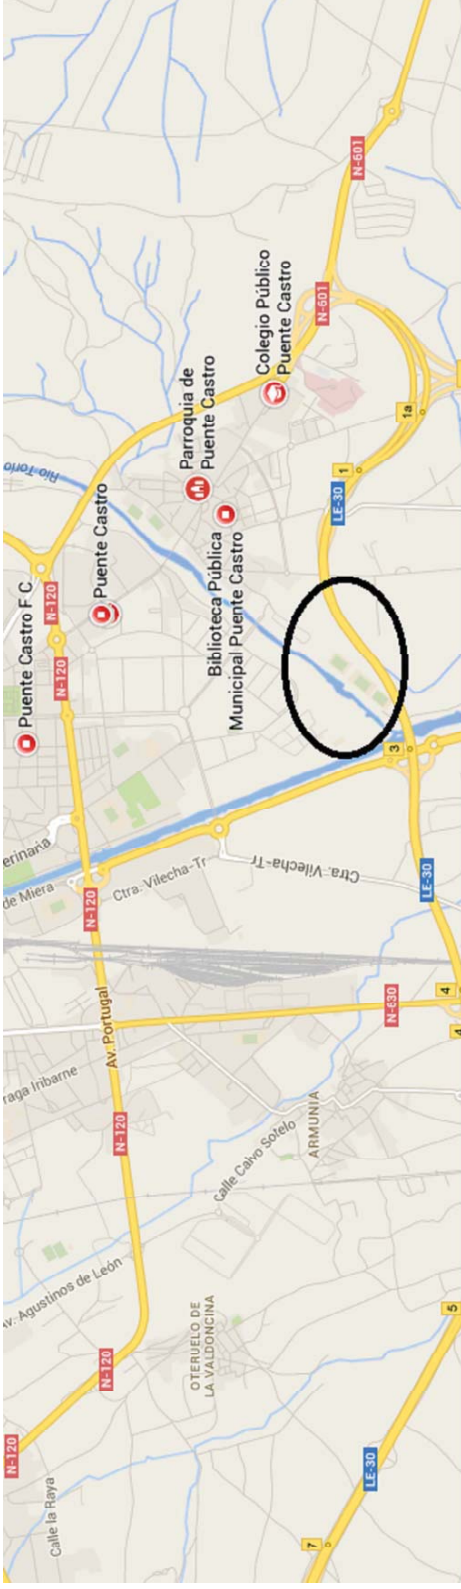 N-120
Calle la Raya
N-120
Av. Agustinos de León
raga Iribarne
N-120
Av. Portugal
de Miera
erinaria
N-120
Ctra. Vilecha-Tr
Puente Castro F.C.
N-120
N-120
Río Torío
Puente Castro
Parroquia de
Puente Castro
Biblioteca Pública
Municipal Puente Castro
Colegio Público
Puente Castro
N-601
N-601
OTERUELO DE
LA VALDONCINA
Calle Calvo Sotelo
ARMUNIA
Ctra. Vilecha-Tr
N-630
7
LE-30
5
4
4
LE-30
3
LE-30
1
1a